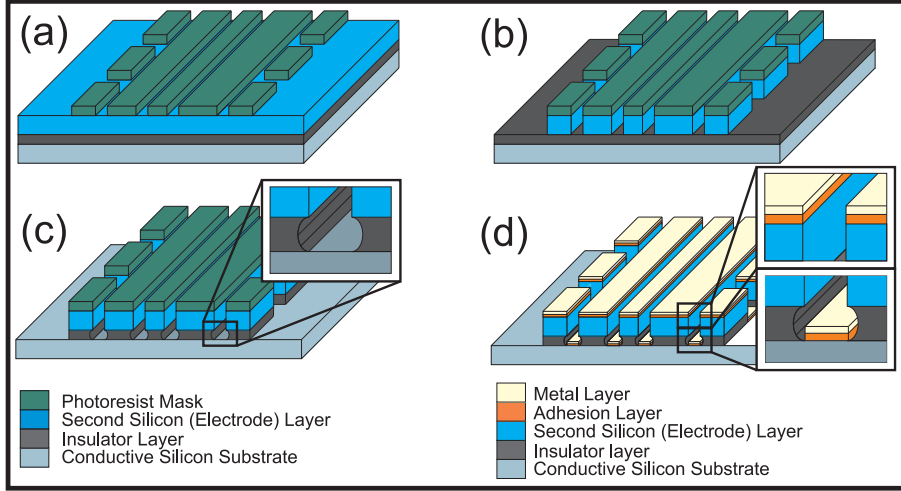 (a)
(b)
(c)
(d)
Photoresist Mask
Second Silicon (Electrode) Layer
Insulator Layer
Conductive Silicon Substrate
Metal Layer
Adhesion Layer
Second Silicon (Electrode) Layer
Insulator layer
Conductive Silicon Substrate